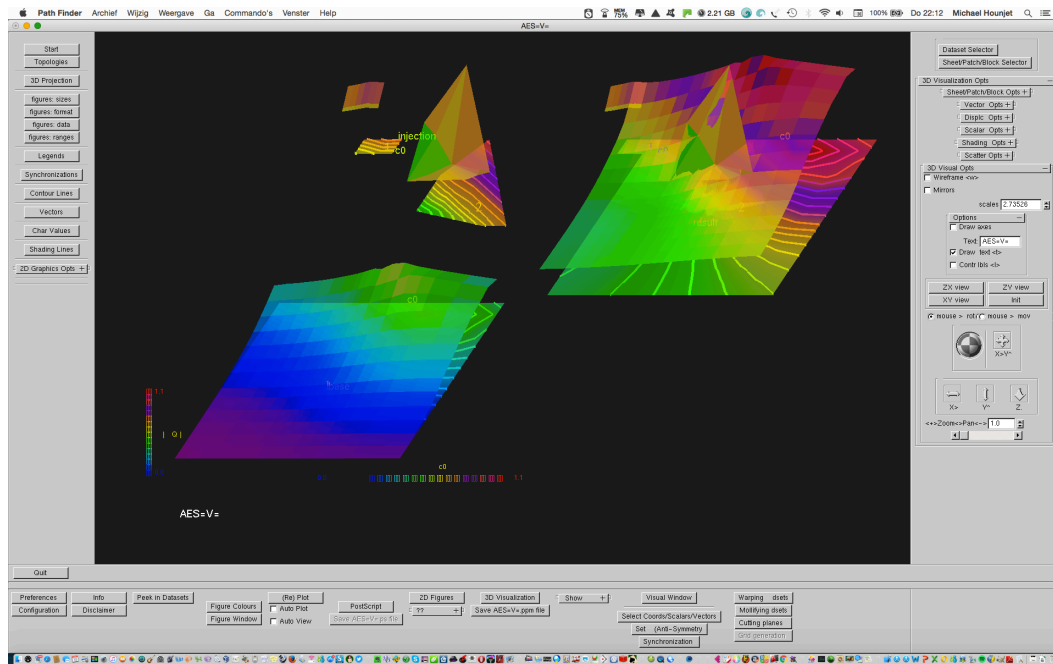 Path Finder Archief Wijzig Weergave Ga Commando's Venster Help MEM 75% 2.21 GB 100% Do 22:12 Michael Hounjet
AES=V=
Start
Topologies
3D Projection
figures: sizes
figures: format
figures: data
figures: ranges
Legends
Synchronizations
Contour Lines
Vectors
Char Values
Shading Lines
2D Graphics Opts +
injection
c0
c0
c0
1.1
| Q |
c0
1.1
AES=V=
Dataset Selector
Sheet/Patch/Block Selector
3D Visualization Opts
Sheet/Patch/Block Opts +
Vector Opts +
Displc Opts +
Scalar Opts +
Shading Opts +
Scatter Opts +
3D Visual Opts
Wireframe <w>
Mirrors
scales 2.73526
Options
Draw axes
Text: AES=V=
Draw text <t>
Contr lbls <l>
ZX view ZY view
XY view Init
mouse > rot mouse > mov
X>Y^
X> Y^ Z.
<+>Zoom<>Pan<-> 1.0
Quit
Preferences Info Peek in Datasets (Re) Plot 2D Figures 3D Visualization Show + Visual Window Warping dsets
Configuration Disclaimer Figure Colours Auto Plot PostScript ?? + Save AES=V=.ppm file Select Coords/Scalars/Vectors Mollifying dsets
Figure Window Auto View Save AES=V=.ps file Set (Anti-)Symmetry Cutting planes
Synchronization Grid generation